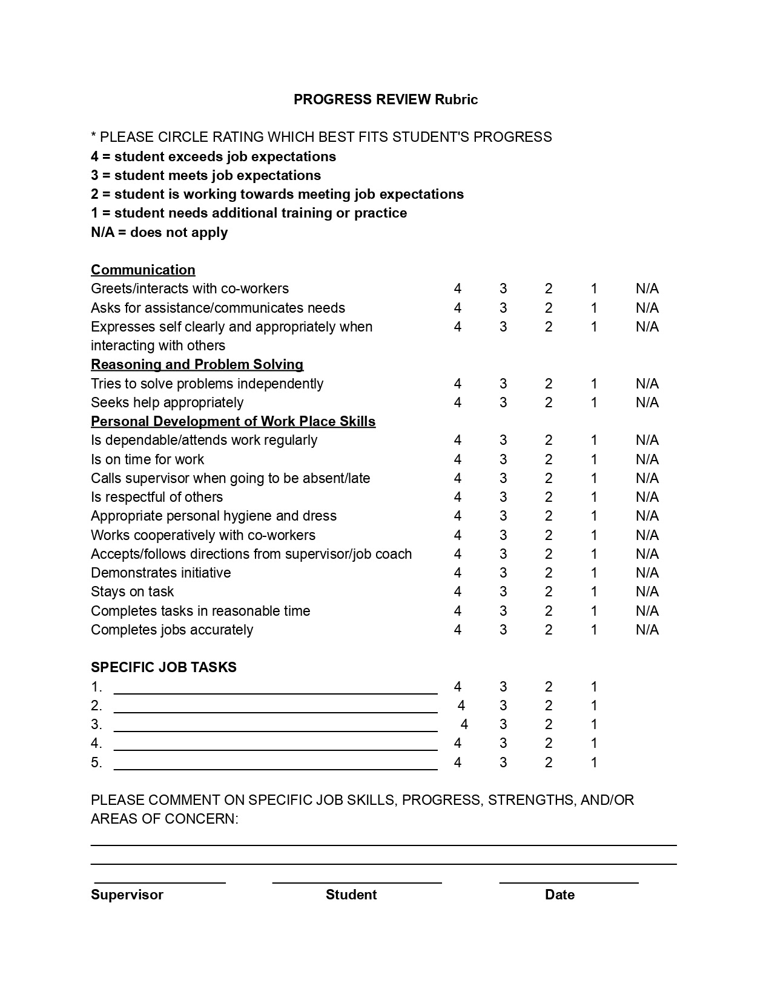 PROGRESS REVIEW Rubric
* PLEASE CIRCLE RATING WHICH BEST FITS STUDENT'S PROGRESS
4 = student exceeds job expectations
3 = student meets job expectations
2 = student is working towards meeting job expectations
1 = student needs additional training or practice
N/A = does not apply
Communication
Greets/interacts with co-workers 4 3 2 1 N/A
Asks for assistance/communicates needs 4 3 2 1 N/A
Expresses self clearly and appropriately when 4 3 2 1 N/A
interacting with others
Reasoning and Problem Solving
Tries to solve problems independently 4 3 2 1 N/A
Seeks help appropriately 4 3 2 1 N/A
Personal Development of Work Place Skills
Is dependable/attends work regularly 4 3 2 1 N/A
Is on time for work 4 3 2 1 N/A
Calls supervisor when going to be absent/late 4 3 2 1 N/A
Is respectful of others 4 3 2 1 N/A
Appropriate personal hygiene and dress 4 3 2 1 N/A
Works cooperatively with co-workers 4 3 2 1 N/A
Accepts/follows directions from supervisor/job coach 4 3 2 1 N/A
Demonstrates initiative 4 3 2 1 N/A
Stays on task 4 3 2 1 N/A
Completes tasks in reasonable time 4 3 2 1 N/A
Completes jobs accurately 4 3 2 1 N/A
SPECIFIC JOB TASKS
1. 4 3 2 1
2. 4 3 2 1
3. 4 3 2 1
4. 4 3 2 1
5. 4 3 2 1
PLEASE COMMENT ON SPECIFIC JOB SKILLS, PROGRESS, STRENGTHS, AND/OR
AREAS OF CONCERN:
Supervisor Student Date